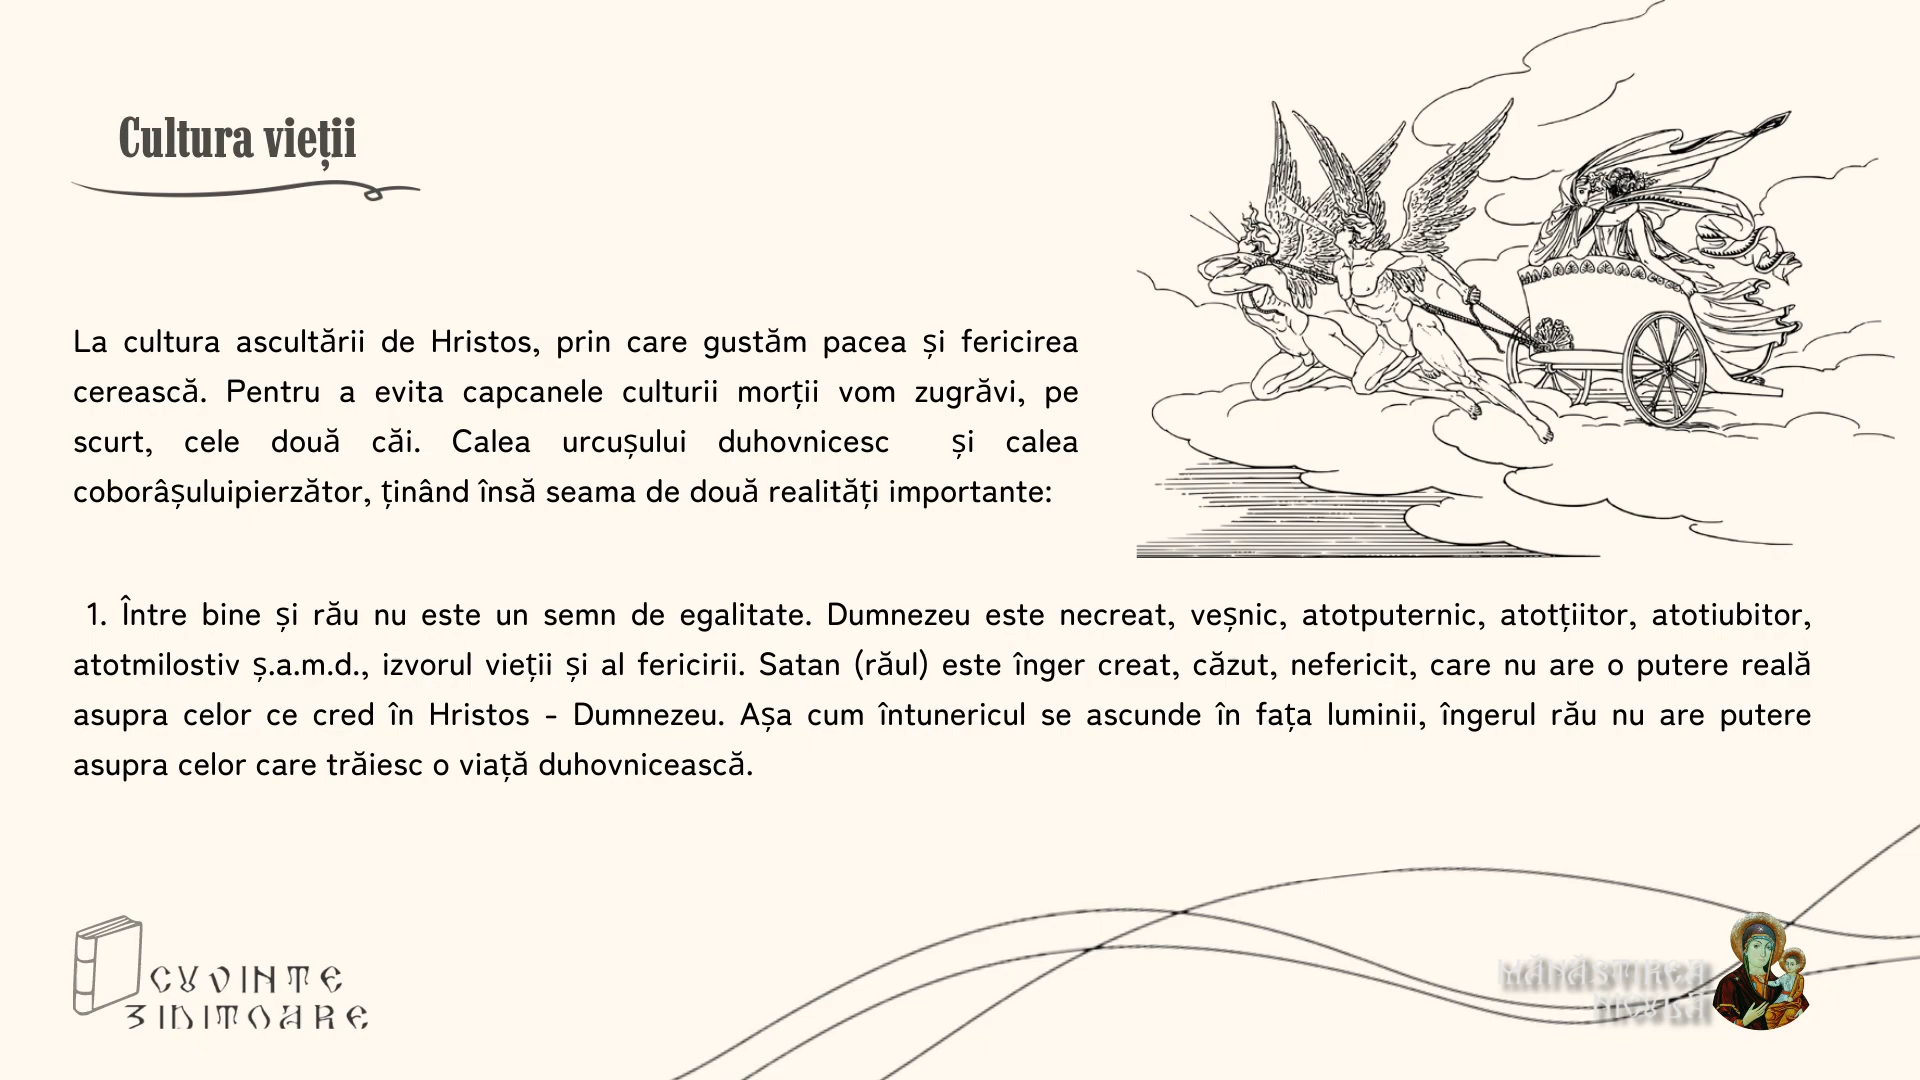 Cultura vieții
La cultura ascultării de Hristos, prin care gustăm pacea și fericirea
cerească. Pentru a evita capcanele culturii morții vom zugrăvi, pe
scurt, cele două căi. Calea urcușului duhovnicesc și calea
coborâșuluipierzător, ținând însă seama de două realități importante:
1. Între bine și rău nu este un semn de egalitate. Dumnezeu este necreat, veșnic, atotputernic, atotțiitor, atotiubitor,
atotmilostiv ș.a.m.d., izvorul vieții și al fericirii. Satan (răul) este înger creat, căzut, nefericit, care nu are o putere reală
asupra celor ce cred în Hristos - Dumnezeu. Așa cum întunericul se ascunde în fața luminii, îngerul rău nu are putere
asupra celor care trăiesc o viață duhovnicească.
CUVINTE
ZIDITOARE
MĂNĂSTIREA
NICULA